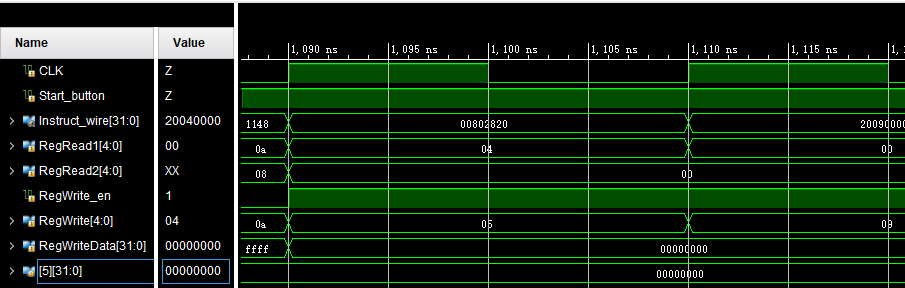 Name Value
1,090 ns 1,095 ns 1,100 ns 1,105 ns 1,110 ns 1,115 ns 1,
CLK Z
Start_button Z
Instruct_wire[31:0] 20040000 1148 00802820 20090000
RegRead1[4:0] 00 0a 04 00
RegRead2[4:0] XX 08 00
RegWrite_en 1
RegWrite[4:0] 04 0a 05 09
RegWriteData[31:0] 00000000 ffff 00000000
[5][31:0] 00000000 00000000